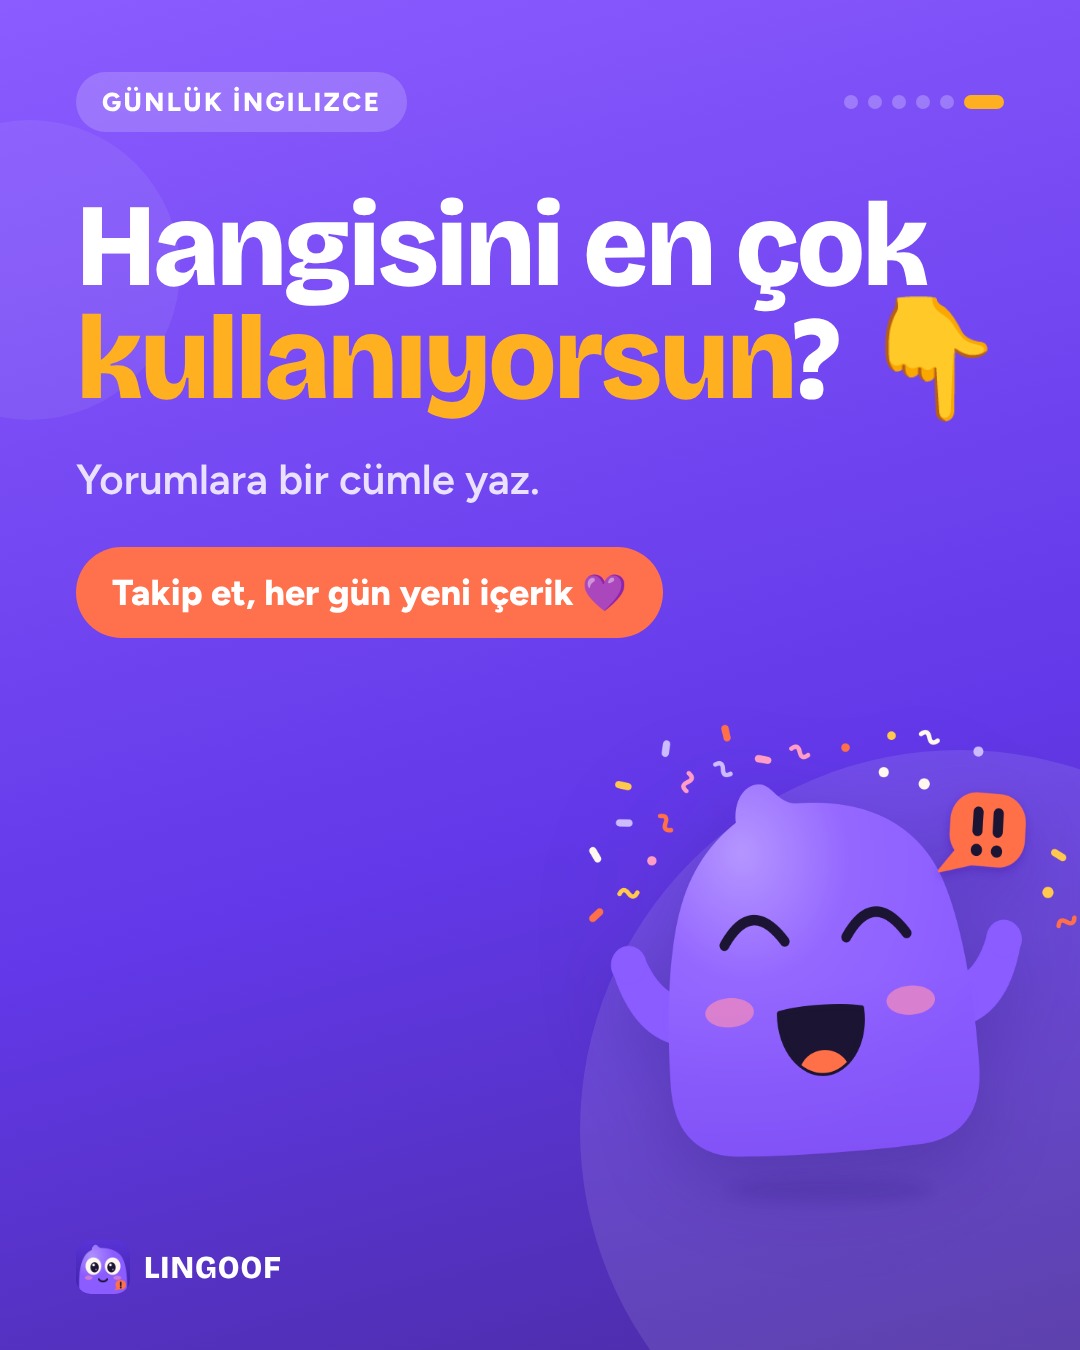 GÜNLÜK İNGILIZCE
Hangisini en çok
kullanıyorsun? 👇
Yorumlara bir cümle yaz.
Takip et, her gün yeni içerik 💜
!!
LINGOOF